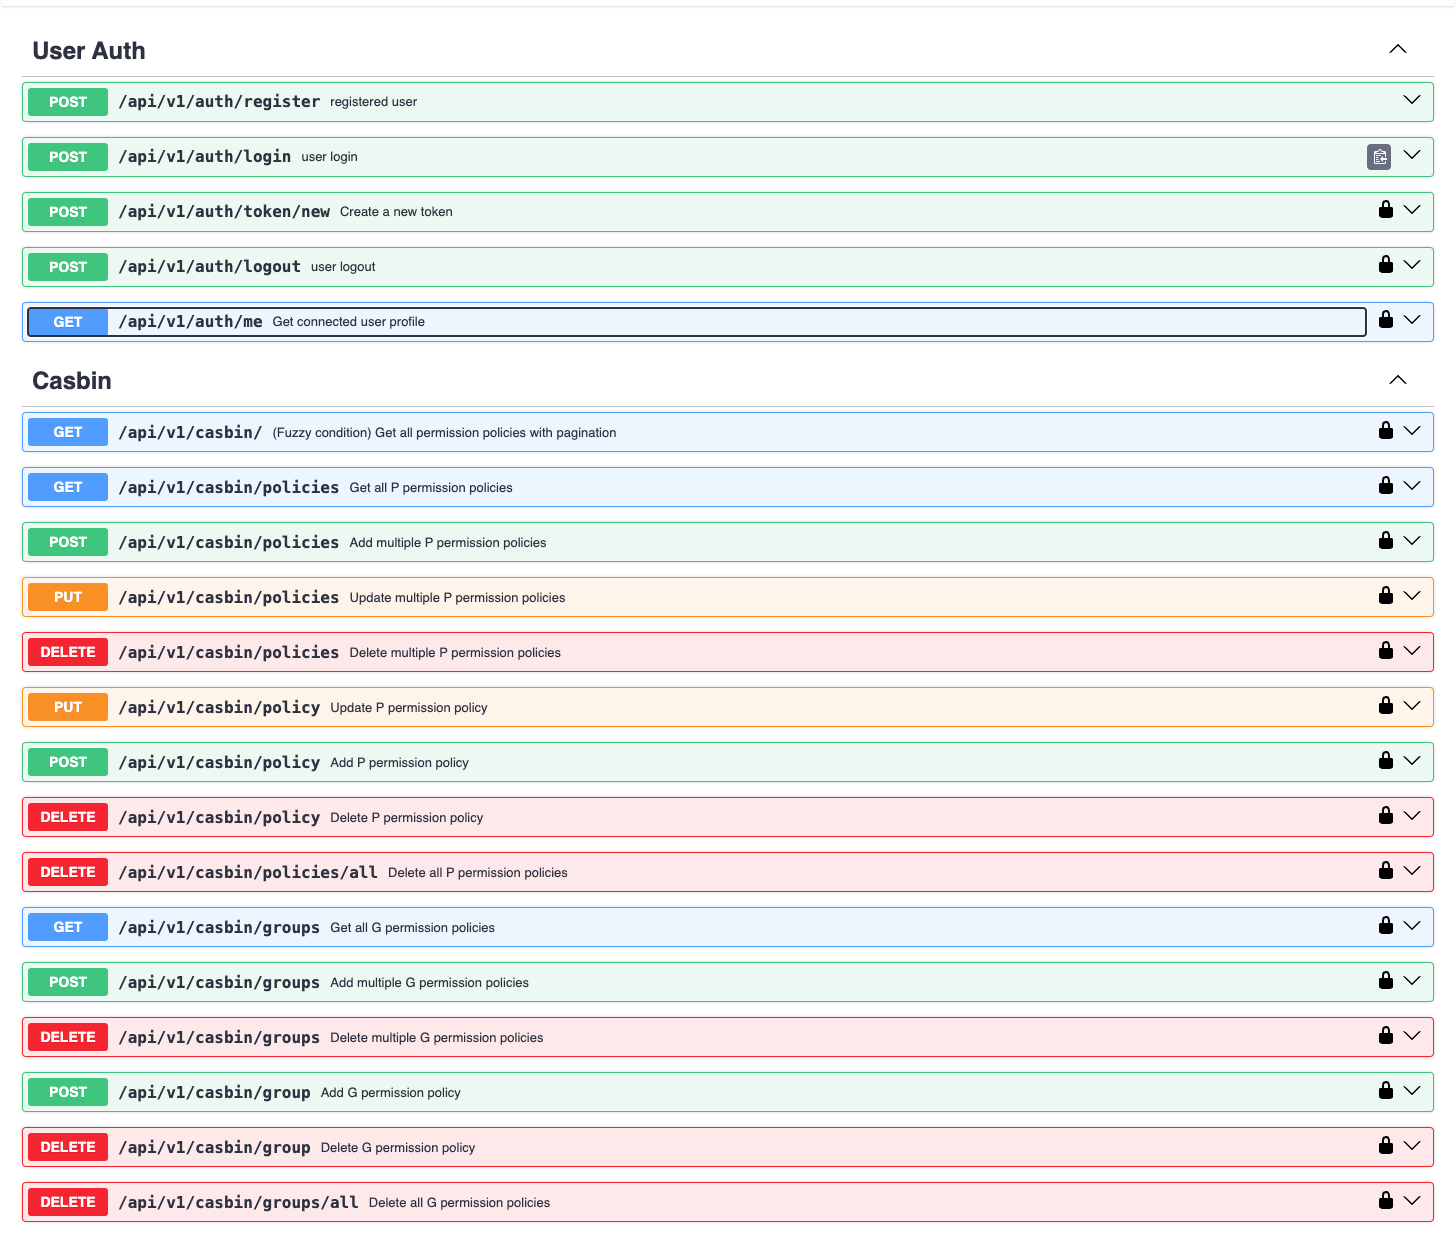 User Auth
POST /api/v1/auth/register registered user
POST /api/v1/auth/login user login
POST /api/v1/auth/token/new Create a new token
POST /api/v1/auth/logout user logout
GET /api/v1/auth/me Get connected user profile
Casbin
GET /api/v1/casbin/ (Fuzzy condition) Get all permission policies with pagination
GET /api/v1/casbin/policies Get all P permission policies
POST /api/v1/casbin/policies Add multiple P permission policies
PUT /api/v1/casbin/policies Update multiple P permission policies
DELETE /api/v1/casbin/policies Delete multiple P permission policies
PUT /api/v1/casbin/policy Update P permission policy
POST /api/v1/casbin/policy Add P permission policy
DELETE /api/v1/casbin/policy Delete P permission policy
DELETE /api/v1/casbin/policies/all Delete all P permission policies
GET /api/v1/casbin/groups Get all G permission policies
POST /api/v1/casbin/groups Add multiple G permission policies
DELETE /api/v1/casbin/groups Delete multiple G permission policies
POST /api/v1/casbin/group Add G permission policy
DELETE /api/v1/casbin/group Delete G permission policy
DELETE /api/v1/casbin/groups/all Delete all G permission policies